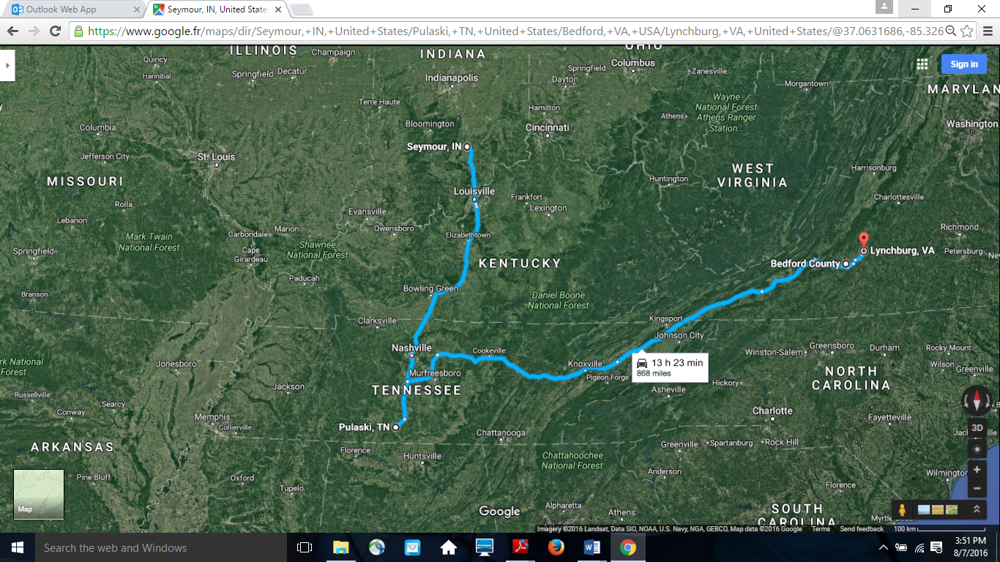 Outlook Web App
Seymour, IN, United State
https://www.google.fr/maps/dir/Seymour,+IN,+United+States/Pulaski,+TN,+United+States/Bedford,+VA,+USA/Lynchburg,+VA,+United+States/@37.0631686,-85.326
Sign in
ILLINOIS
Champaign
INDIANA
OHIO
Quincy
Hannibal
Springfield
Decatur
Indianapolis
Springfield
Dayton
Columbus
Zanesville
Morgantown
MARYLAN
Terre Haute
Hamilton
Wayne
National Forest
Athens Ranger
Station...
Athens
Columbia
Bloomington
Cincinnati
Washington
Seymour, IN
Jefferson City
St. Louis
MISSOURI
WEST
VIRGINIA
Harrisonburg
Huntington
Louisville
Frankfort
Lexington
Charlottesville
Rolla
Evansville
Lebanon
Owensboro
Marion
Carbondale
Elizabethtown
Richmond
Mark Twain
National Forest
Shawnee
National Forest
Cape
Girardeau
Springfield
Lynchburg, VA
Petersburg
Ne
KENTUCKY
Bedford County
Paducah
Branson
Bowling Green
Daniel Boone
National Forest
Clarksville
Kingsport
Johnson City
Nashville
Cookeville
Greensboro
Durham
Rocky Mount
Winston-Salem
rk National
Forest
Jonesboro
Knoxville
13 h 23 min
868 miles
Wilson
Greenville
Murfreesboro
Pigeon Forge
NORTH
CAROLINA
Hickory
TENNESSEE
Jackson
Asheville
Russellville
Searcy
Conway
Memphis
Collierville
Pulaski, TN
Chattanooga
Charlotte
Fayetteville
3D
Jac
lle
ARKANSAS
Florence
Huntsville
Greenville
Spartanburg
Rock Hill
Chattahoochee
National Forest
Pine Bluff
Oxford
Tupelo
Anderson
Wilmington
Florence
Map
Google
Alpharetta
Athens
SOUTH
CAROLINA
Myrtle Beach
Imagery ©2016 Landsat, Data SIO, NOAA, U.S. Navy, NGA, GEBCO, Map data ©2016 Google
Terms
Send feedback
100 km
Search the web and Windows
3:51 PM
8/7/2016